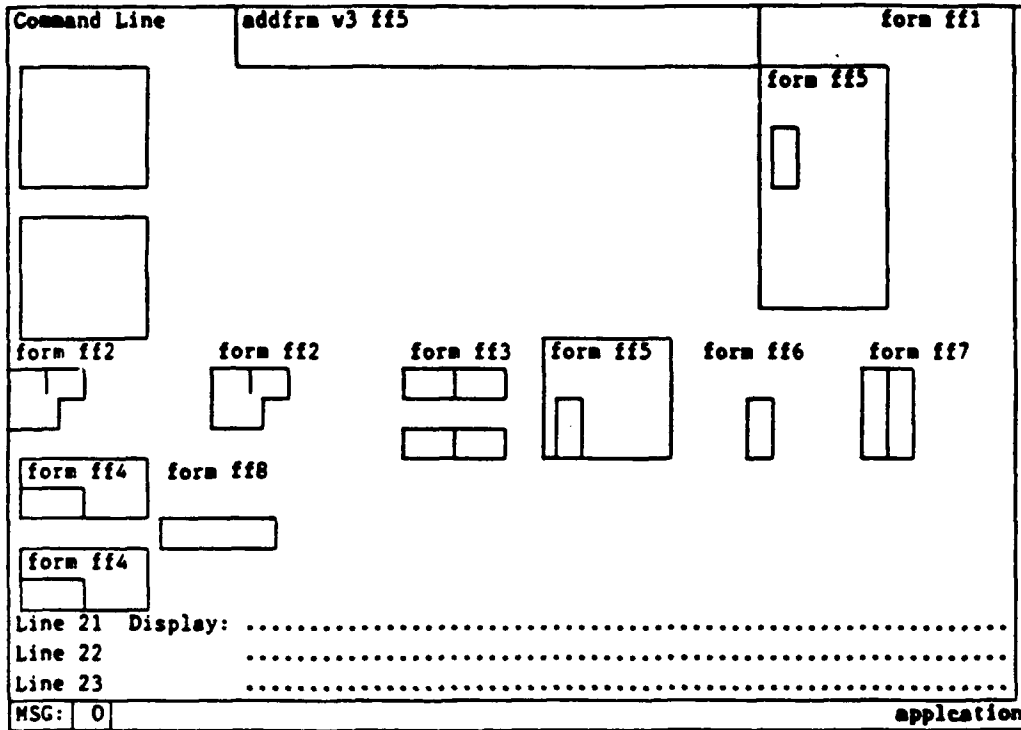 Command Line addfrm v3 ff5 form ff1
form ff5
form ff2 form ff2 form ff3 form ff5 form ff6 form ff7
form ff4 form ff8
form ff4
Line 21 Display: ............................................................
Line 22 ............................................................
Line 23 ............................................................
MSG: 0 applcation